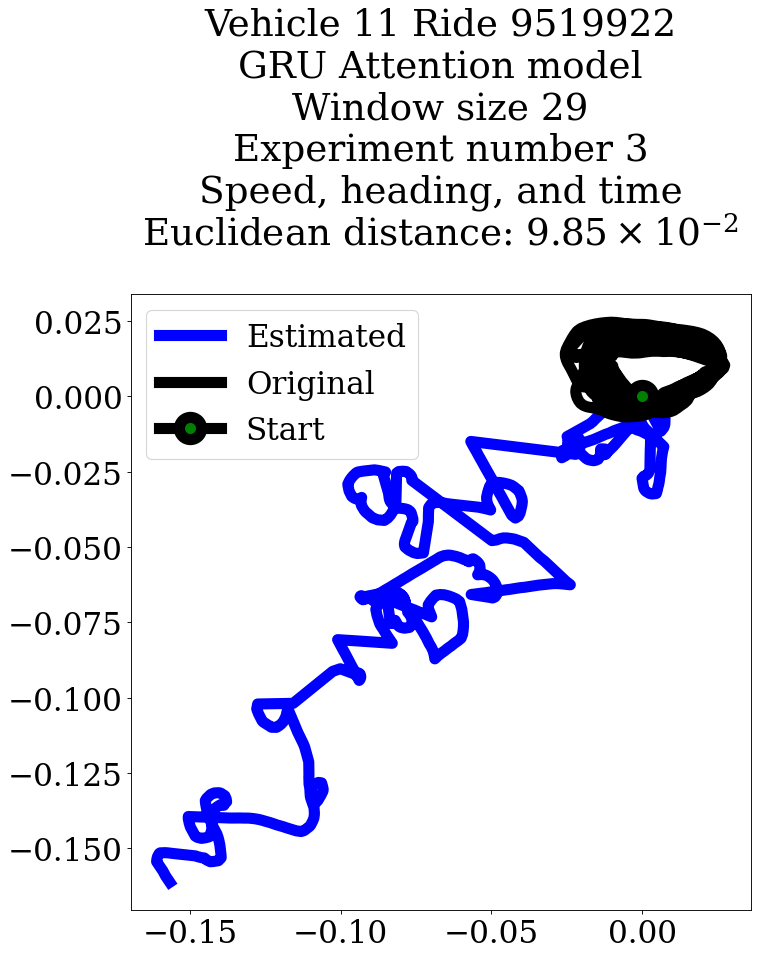 Vehicle 11 Ride 9519922
GRU Attention model
Window size 29
Experiment number 3
Speed, heading, and time
Euclidean distance: 9.85 × 10⁻²
Estimated
Original
Start
0.025
0.000
−0.025
−0.050
−0.075
−0.100
−0.125
−0.150
−0.15 −0.10 −0.05 0.00